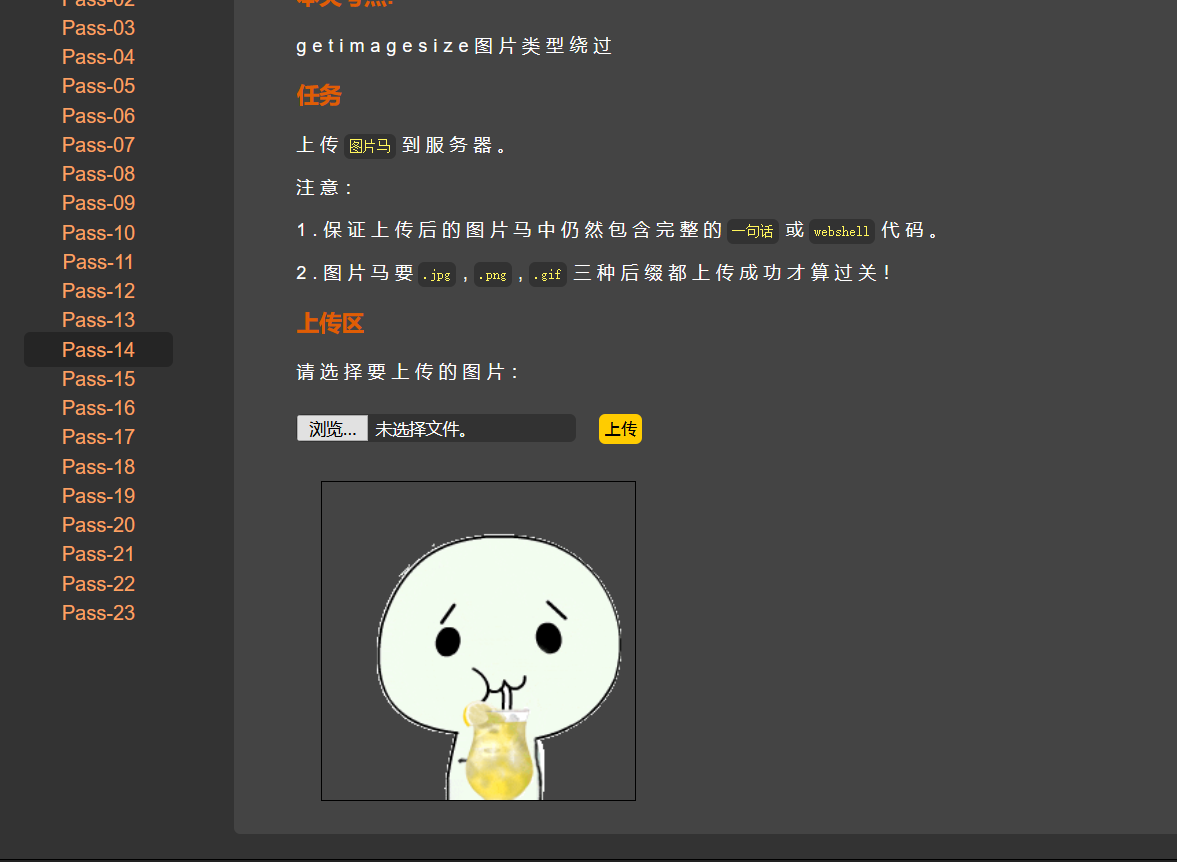 Pass-02
Pass-03
Pass-04
Pass-05
Pass-06
Pass-07
Pass-08
Pass-09
Pass-10
Pass-11
Pass-12
Pass-13
Pass-14
Pass-15
Pass-16
Pass-17
Pass-18
Pass-19
Pass-20
Pass-21
Pass-22
Pass-23
本关考点:
getimagesize图片类型绕过
任务
上传 图片马 到服务器。
注意：
1.保证上传后的图片马中仍然包含完整的 一句话 或 webshell 代码。
2.图片马要 .jpg , .png , .gif 三种后缀都上传成功才算过关！
上传区
请选择要上传的图片：
浏览... 未选择文件。 上传